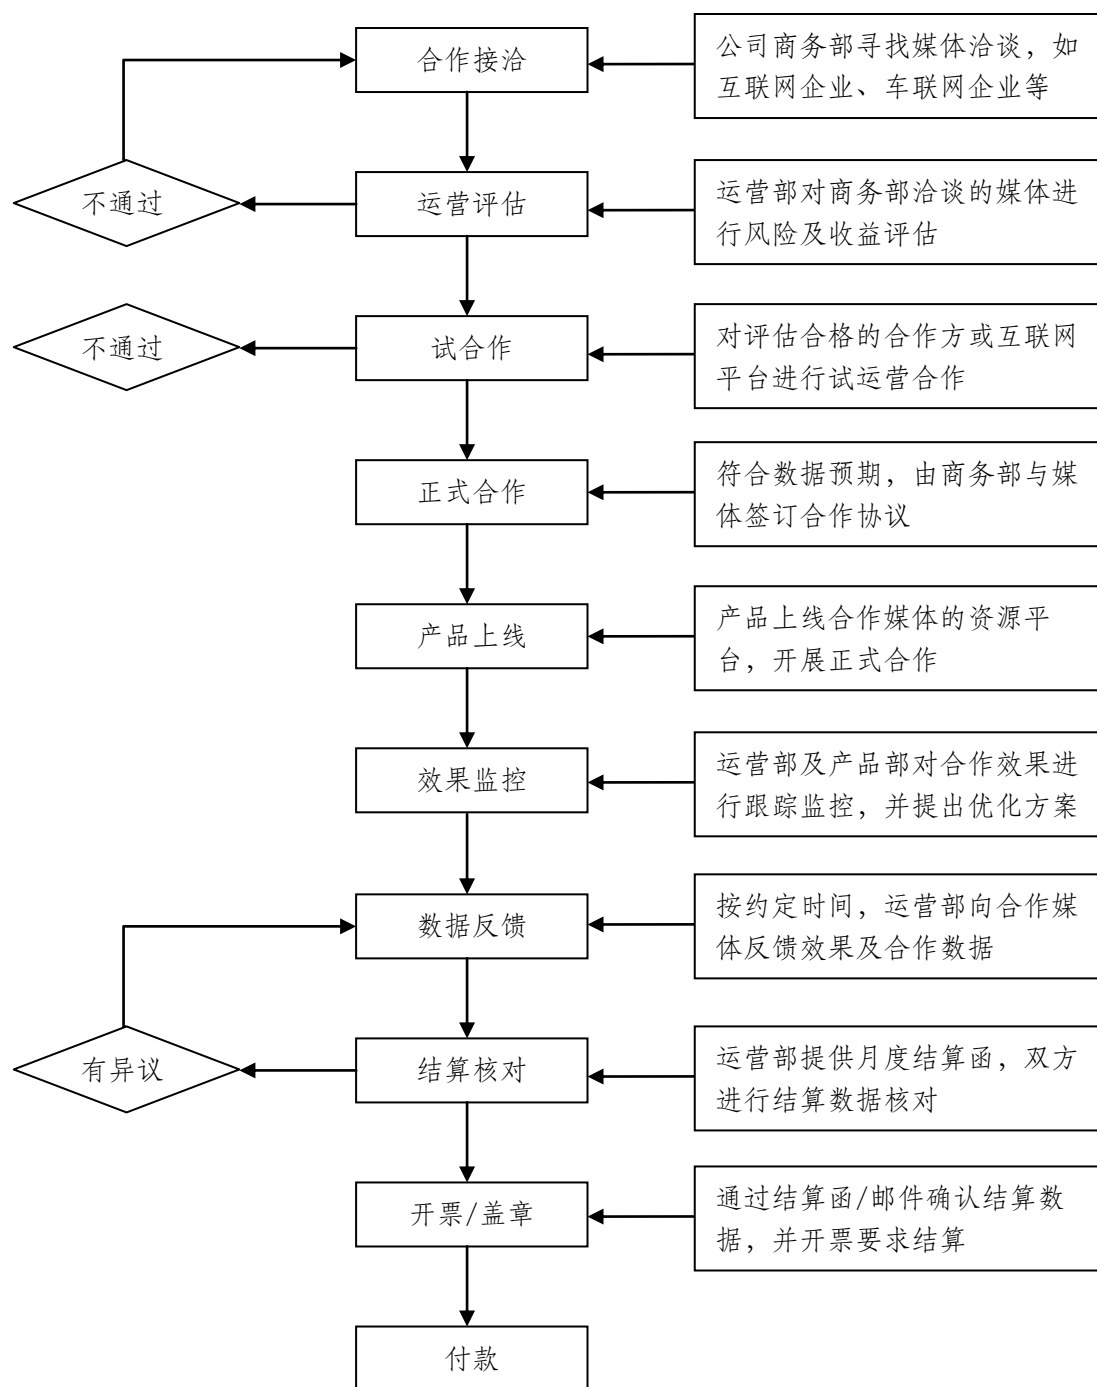 合作接洽
公司商务部寻找媒体洽谈，如
互联网企业、车联网企业等
不通过
运营评估
运营部对商务部洽谈的媒体进
行风险及收益评估
不通过
试合作
对评估合格的合作方或互联网
平台进行试运营合作
正式合作
符合数据预期，由商务部与媒
体签订合作协议
产品上线
产品上线合作媒体的资源平
台，开展正式合作
效果监控
运营部及产品部对合作效果进
行跟踪监控，并提出优化方案
数据反馈
按约定时间，运营部向合作媒
体反馈效果及合作数据
有异议
结算核对
运营部提供月度结算函，双方
进行结算数据核对
开票/盖章
通过结算函/邮件确认结算数
据，并开票要求结算
付款